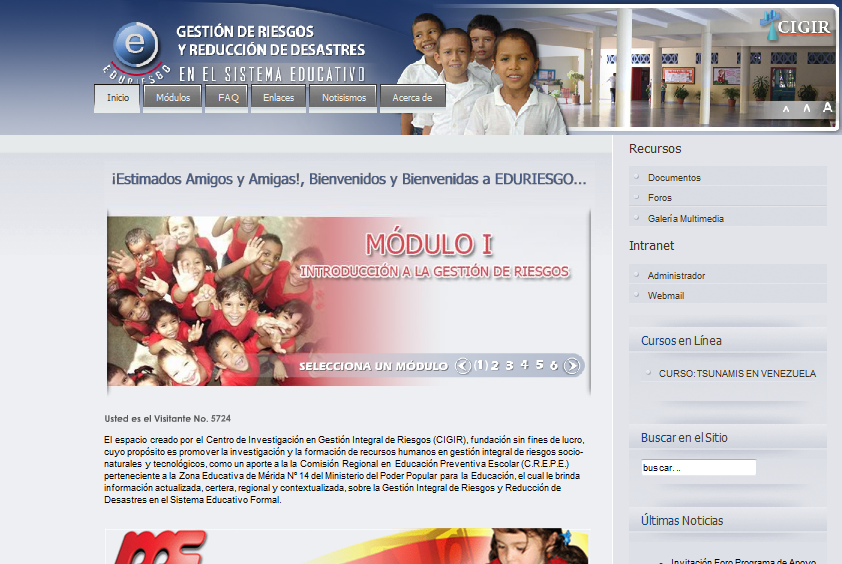 e
EDURIESGO
GESTIÓN DE RIESGOS
Y REDUCCIÓN DE DESASTRES
EN EL SISTEMA EDUCATIVO
CIGIR
Inicio
Módulos
FAQ
Enlaces
Notisismos
Acerca de
A A A
¡Estimados Amigos y Amigas!, Bienvenidos y Bienvenidas a EDURIESGO...
MÓDULO I
INTRODUCCIÓN A LA GESTIÓN DE RIESGOS
SELECCIONA UN MÓDULO (1) 2 3 4 5 6
Usted es el Visitante No. 5724
El espacio creado por el Centro de Investigación en Gestión Integral de Riesgos (CIGIR), fundación sin fines de lucro,
cuyo propósito es promover la investigación y la formación de recursos humanos en gestión integral de riesgos socio-
naturales y tecnológicos, como un aporte a la la Comisión Regional en Educación Preventiva Escolar (C.R.E.P.E.)
perteneciente a la Zona Educativa de Mérida N° 14 del Ministerio del Poder Popular para la Educación, el cual le brinda
información actualizada, certera, regional y contextualizada, sobre la Gestión Integral de Riesgos y Reducción de
Desastres en el Sistema Educativo Formal.
Recursos
Documentos
Foros
Galería Multimedia
Intranet
Administrador
Webmail
Cursos en Línea
CURSO: TSUNAMIS EN VENEZUELA
Buscar en el Sitio
buscar...
Últimas Noticias
Invitación Foro Programa de Apoyo